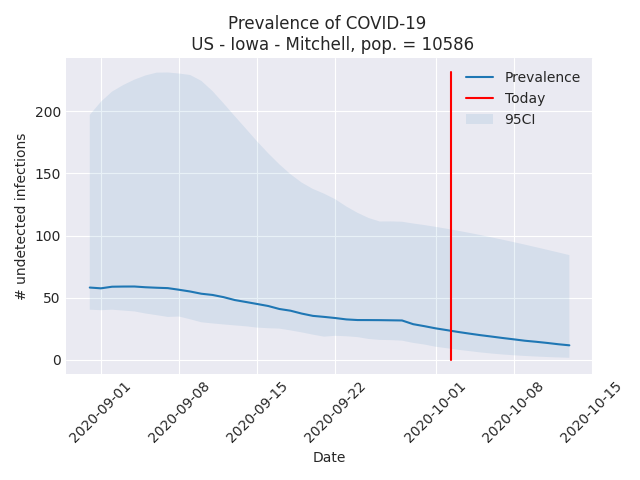 Prevalence of COVID-19
US - Iowa - Mitchell, pop. = 10586
# undetected infections
200
150
100
50
0
Prevalence
Today
95CI
2020-09-01
2020-09-08
2020-09-15
2020-09-22
2020-10-01
2020-10-08
2020-10-15
Date